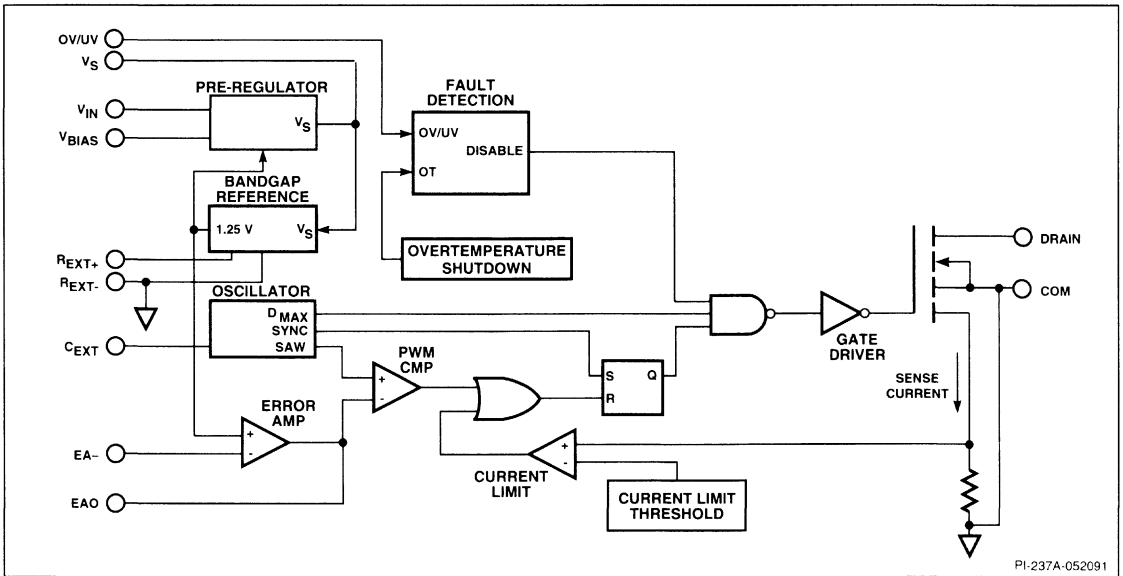 OV/UV
VS
PRE-REGULATOR
VIN
VS
VBIAS
FAULT
DETECTION
OV/UV
DISABLE
OT
BANDGAP
REFERENCE
1.25 V
VS
OVERTEMPERATURE
SHUTDOWN
REXT+
REXT-
OSCILLATOR
DMAX
SYNC
SAW
CEXT
DRAIN
COM
GATE
DRIVER
PWM
CMP
+
-
S
Q
R
SENSE
CURRENT
ERROR
AMP
+
-
EA-
EAO
+
-
CURRENT
LIMIT
CURRENT LIMIT
THRESHOLD
PI-237A-052091